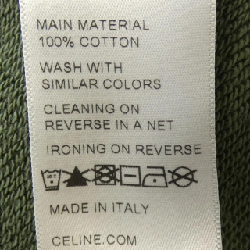 MAIN MATERIAL
100% COTTON
WASH WITH
SIMILAR COLORS
CLEANING ON
REVERSE IN A NET
IRONING ON REVERSE
MADE IN ITALY
CELINE.COM